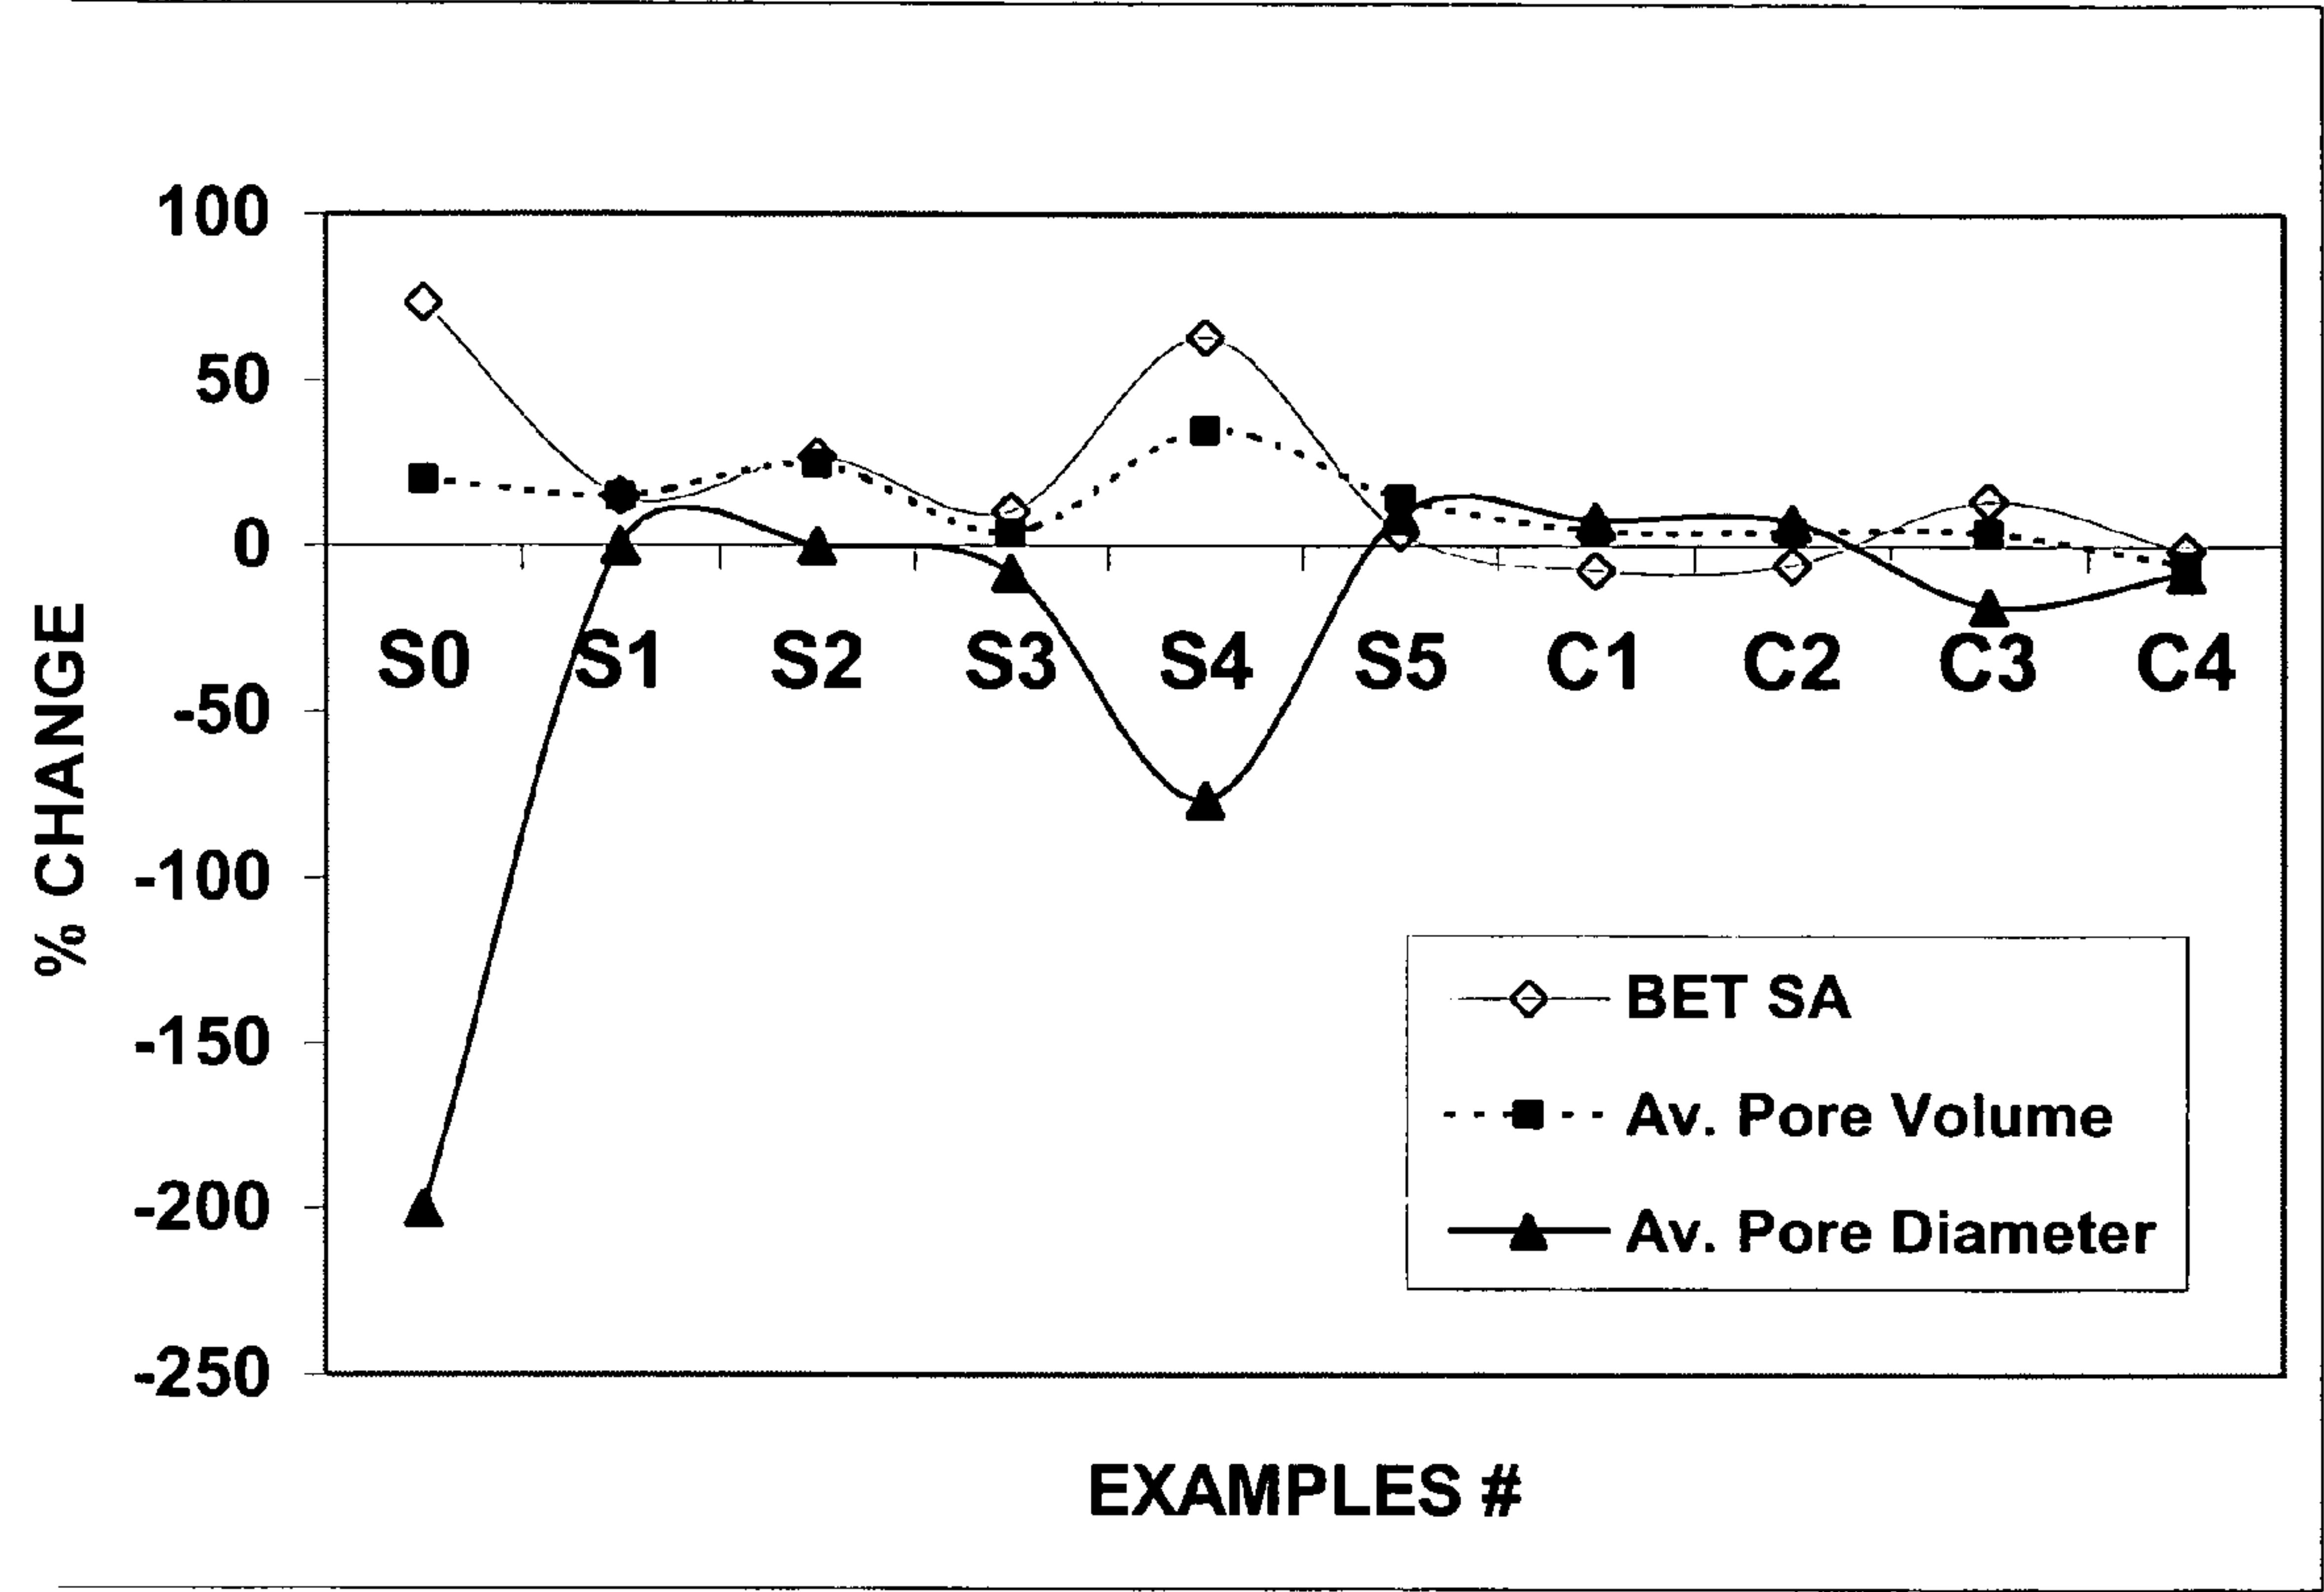 100
50
0
-50
-100
-150
-200
-250
% CHANGE
S0 S1 S2 S3 S4 S5 C1 C2 C3 C4
BET SA
Av. Pore Volume
Av. Pore Diameter
EXAMPLES #